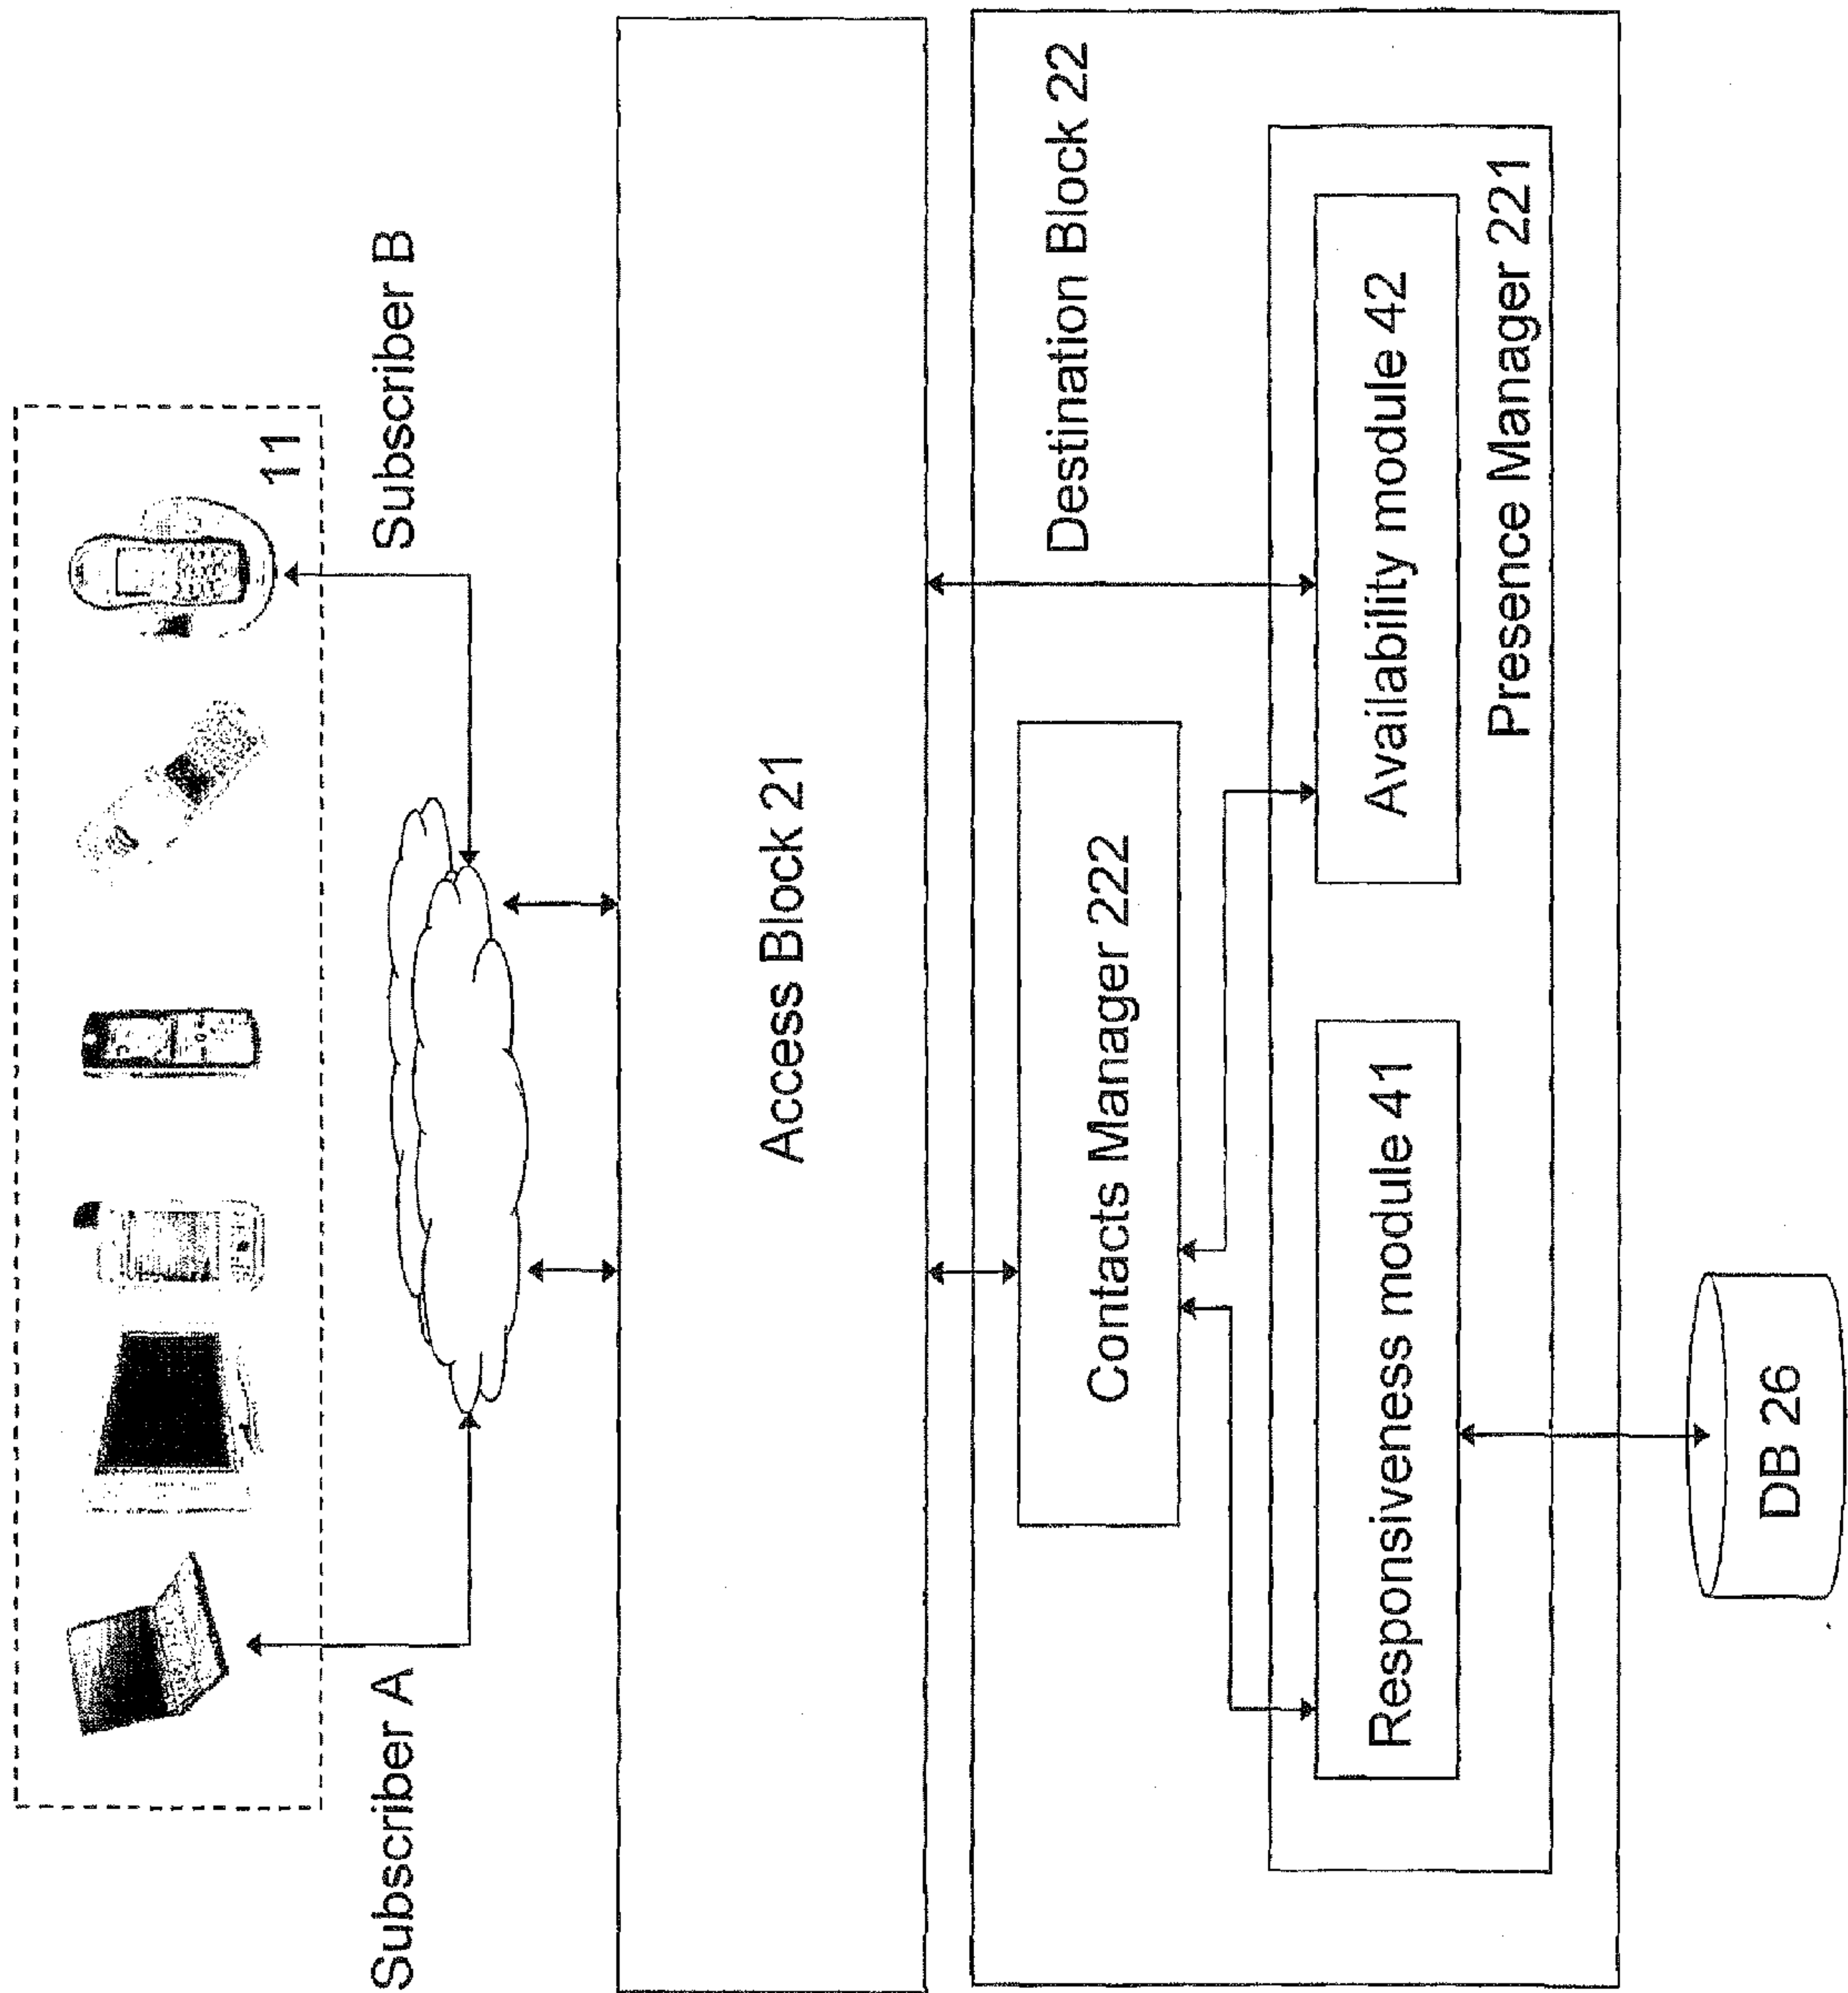 11
Subscriber A
Subscriber B
Access Block 21
Destination Block 22
Contacts Manager 222
Responsiveness module 41
Availability module 42
Presence Manager 221
DB 26